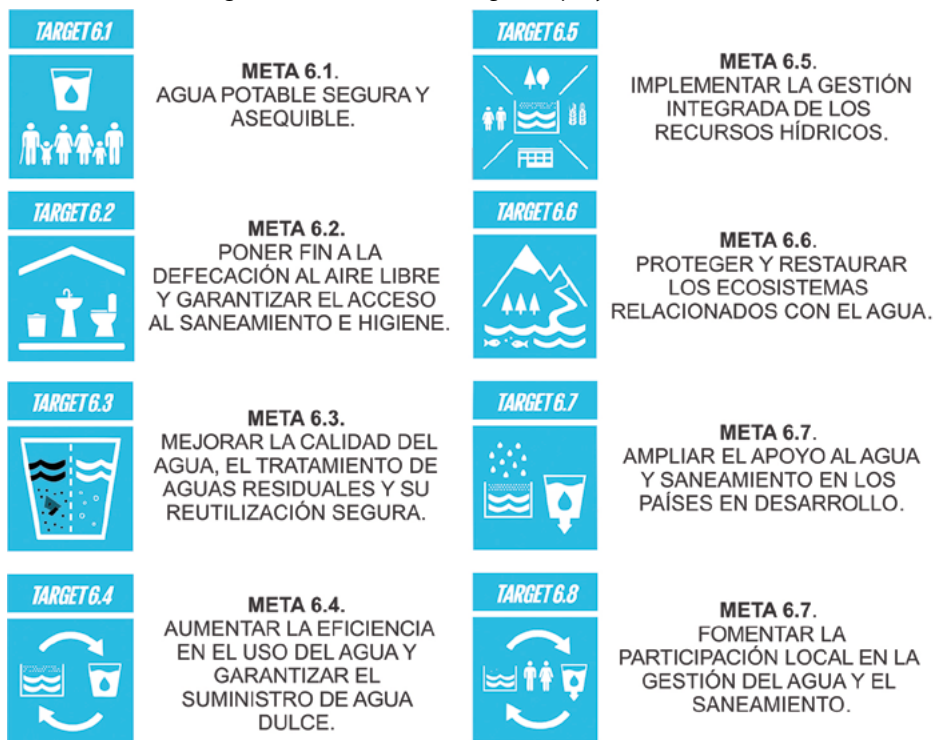 TARGET 6.1
META 6.1.
AGUA POTABLE SEGURA Y
ASEQUIBLE.
TARGET 6.2
META 6.2.
PONER FIN A LA
DEFECACIÓN AL AIRE LIBRE
Y GARANTIZAR EL ACCESO
AL SANEAMIENTO E HIGIENE.
TARGET 6.3
META 6.3.
MEJORAR LA CALIDAD DEL
AGUA, EL TRATAMIENTO DE
AGUAS RESIDUALES Y SU
REUTILIZACIÓN SEGURA.
TARGET 6.4
META 6.4.
AUMENTAR LA EFICIENCIA
EN EL USO DEL AGUA Y
GARANTIZAR EL
SUMINISTRO DE AGUA
DULCE.
TARGET 6.5
META 6.5.
IMPLEMENTAR LA GESTIÓN
INTEGRADA DE LOS
RECURSOS HÍDRICOS.
TARGET 6.6
META 6.6.
PROTEGER Y RESTAURAR
LOS ECOSISTEMAS
RELACIONADOS CON EL AGUA.
TARGET 6.7
META 6.7.
AMPLIAR EL APOYO AL AGUA
Y SANEAMIENTO EN LOS
PAÍSES EN DESARROLLO.
TARGET 6.8
META 6.7.
FOMENTAR LA
PARTICIPACIÓN LOCAL EN LA
GESTIÓN DEL AGUA Y EL
SANEAMIENTO.